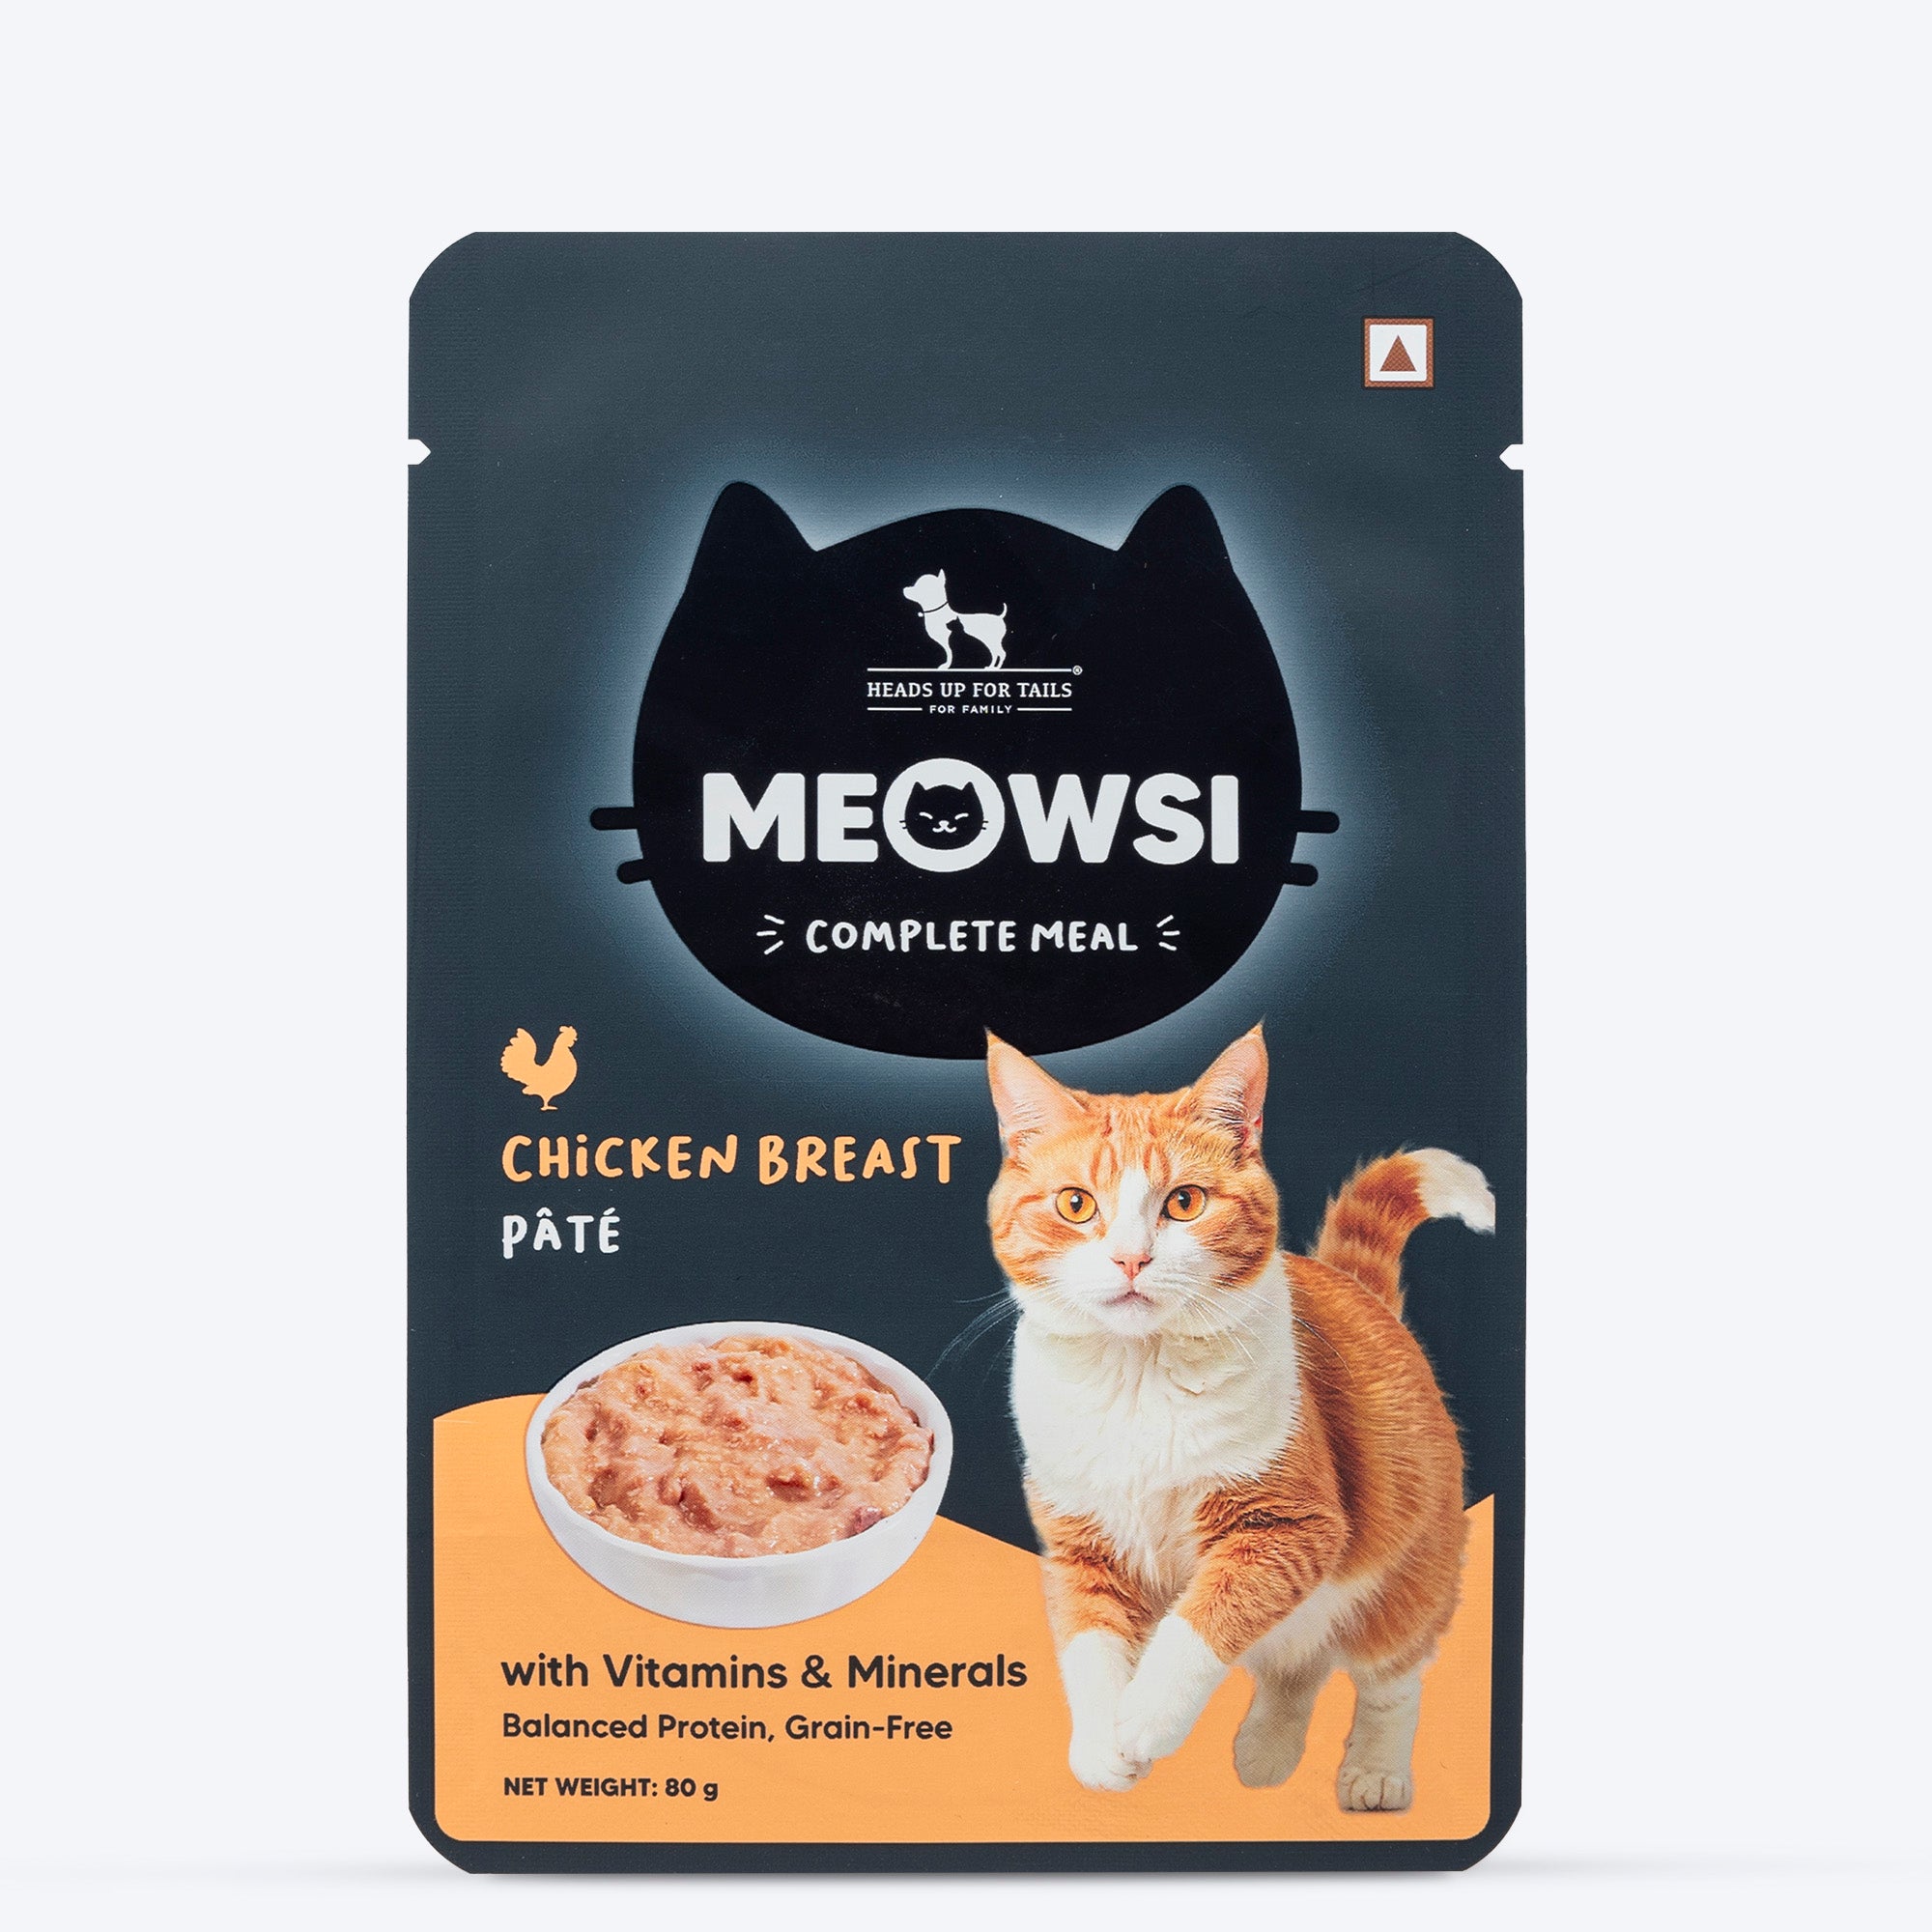 HEADS UP FOR TAILS®
FOR FAMILY
MEOWSI
COMPLETE MEAL
CHiCKEN BREAST
PÂTÉ
with Vitamins & Minerals
Balanced Protein, Grain-Free
NET WEIGHT: 80 g